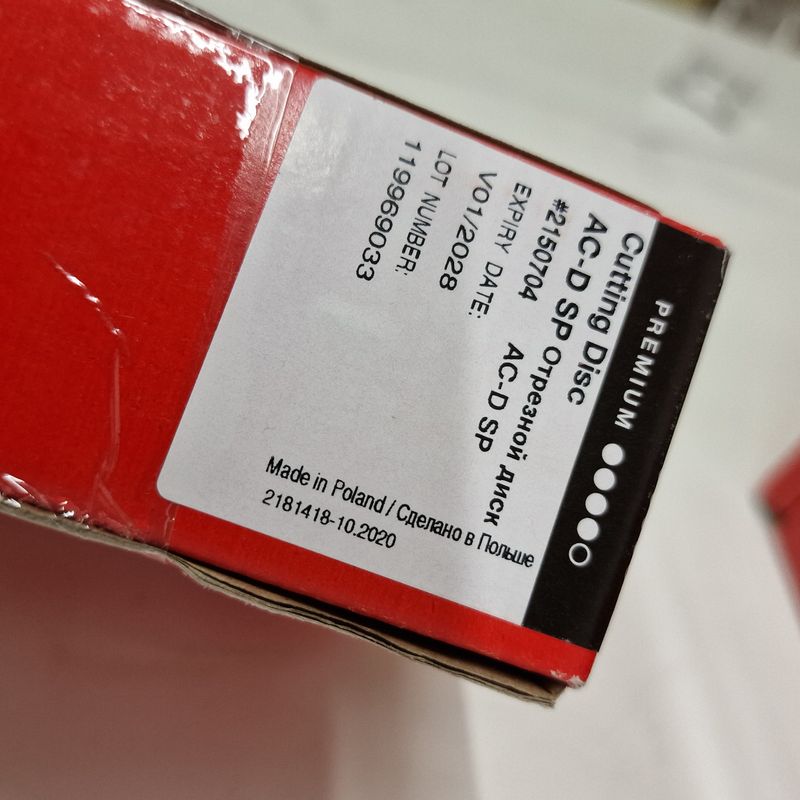 PREMIUM
Cutting Disc
AC-D SP Отрезной диск
#2150704 AC-D SP
EXPIRY DATE:
V01/2028
LOT NUMBER:
119969033
Made in Poland / Сделано в Польше
2181418-10.2020